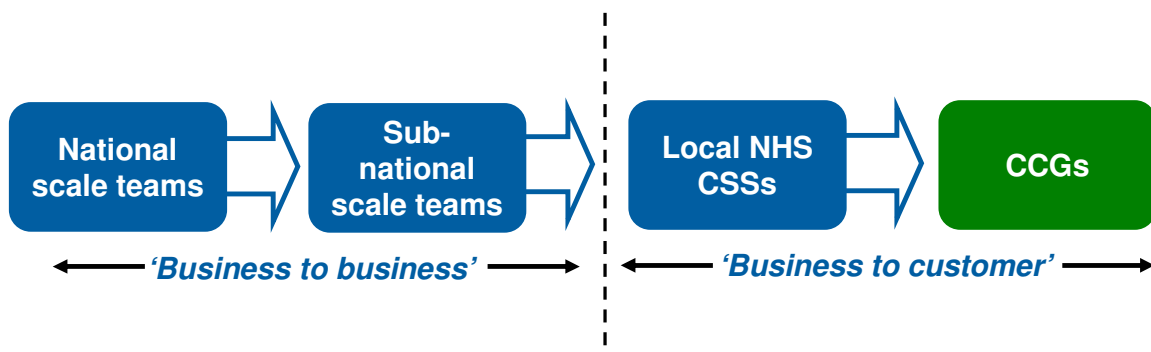 National
scale teams
Sub-
national
scale teams
Local NHS
CSSs
CCGs
‘Business to business’
‘Business to customer’